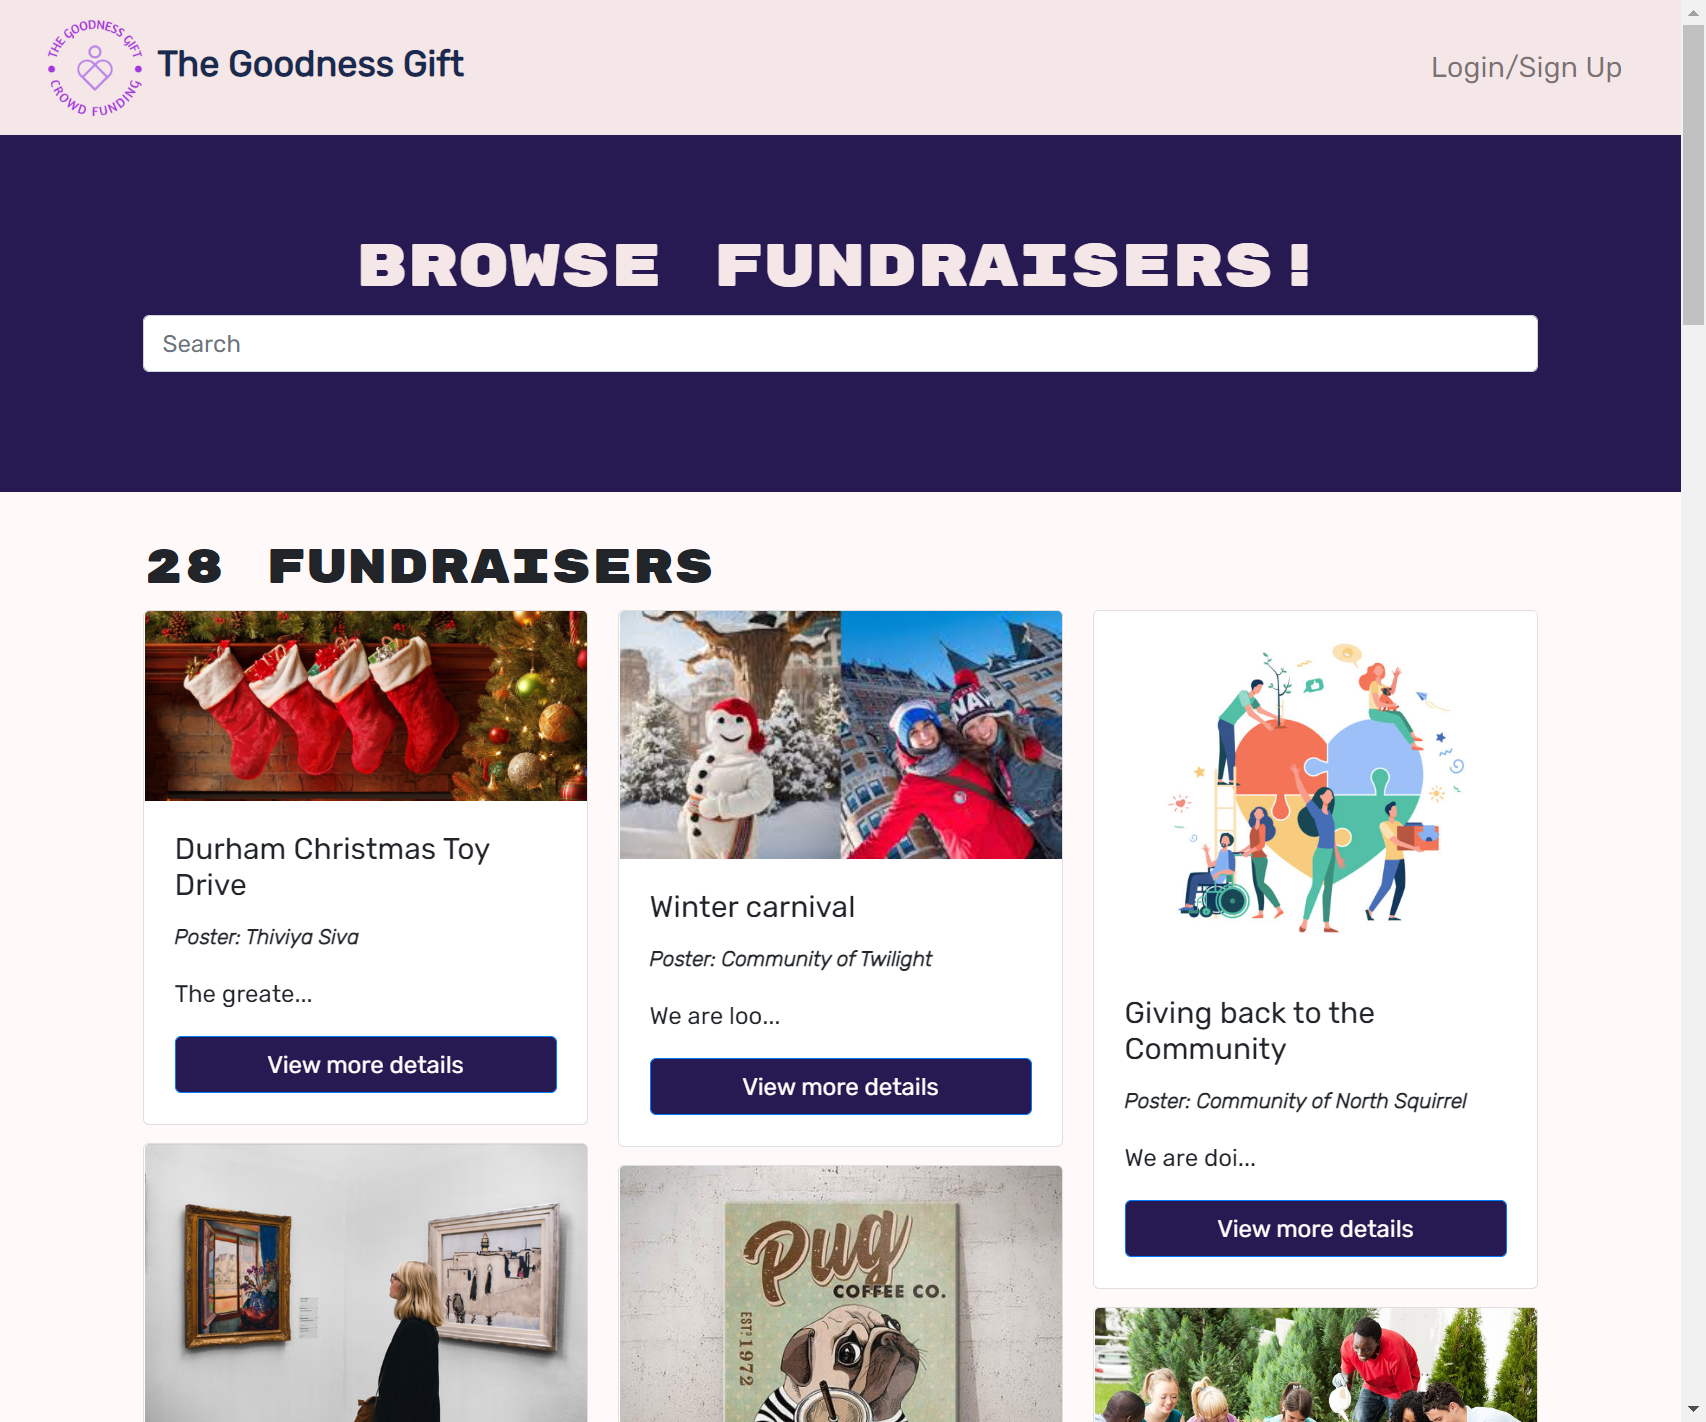 THE GOODNESS GIFT
CROWD FUNDING
The Goodness Gift
Login/Sign Up
BROWSE FUNDRAISERS!
Search
28 FUNDRAISERS
Durham Christmas Toy
Drive
Poster: Thiviya Siva
The greate...
View more details
NAV
Winter carnival
Poster: Community of Twilight
We are loo...
View more details
Giving back to the
Community
Poster: Community of North Squirrel
We are doi...
View more details
Pug
COFFEE CO.
ESTD 1972